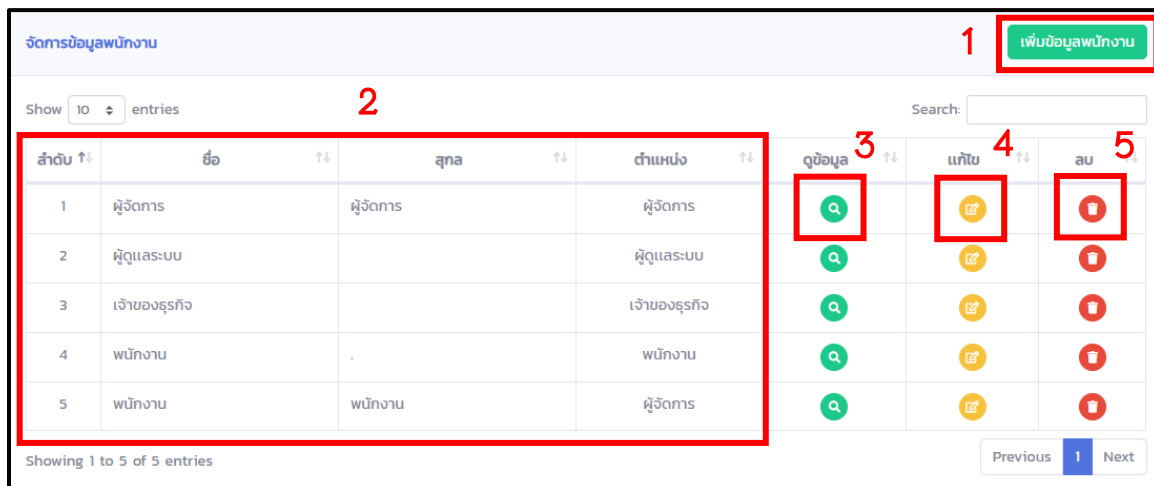 จัดการข้อมูลพนักงาน 1 เพิ่มข้อมูลพนักงาน
Show 10 entries 2 Search:
ลำดับ ชื่อ สุกล ตำแหน่ง ดูข้อมูล 3 แก้ไข 4 ลบ 5
1 ผู้จัดการ ผู้จัดการ ผู้จัดการ
2 ผู้ดูแลระบบ ผู้ดูแลระบบ
3 เจ้าของธุรกิจ เจ้าของธุรกิจ
4 พนักงาน . พนักงาน
5 พนักงาน พนักงาน ผู้จัดการ
Showing 1 to 5 of 5 entries Previous 1 Next